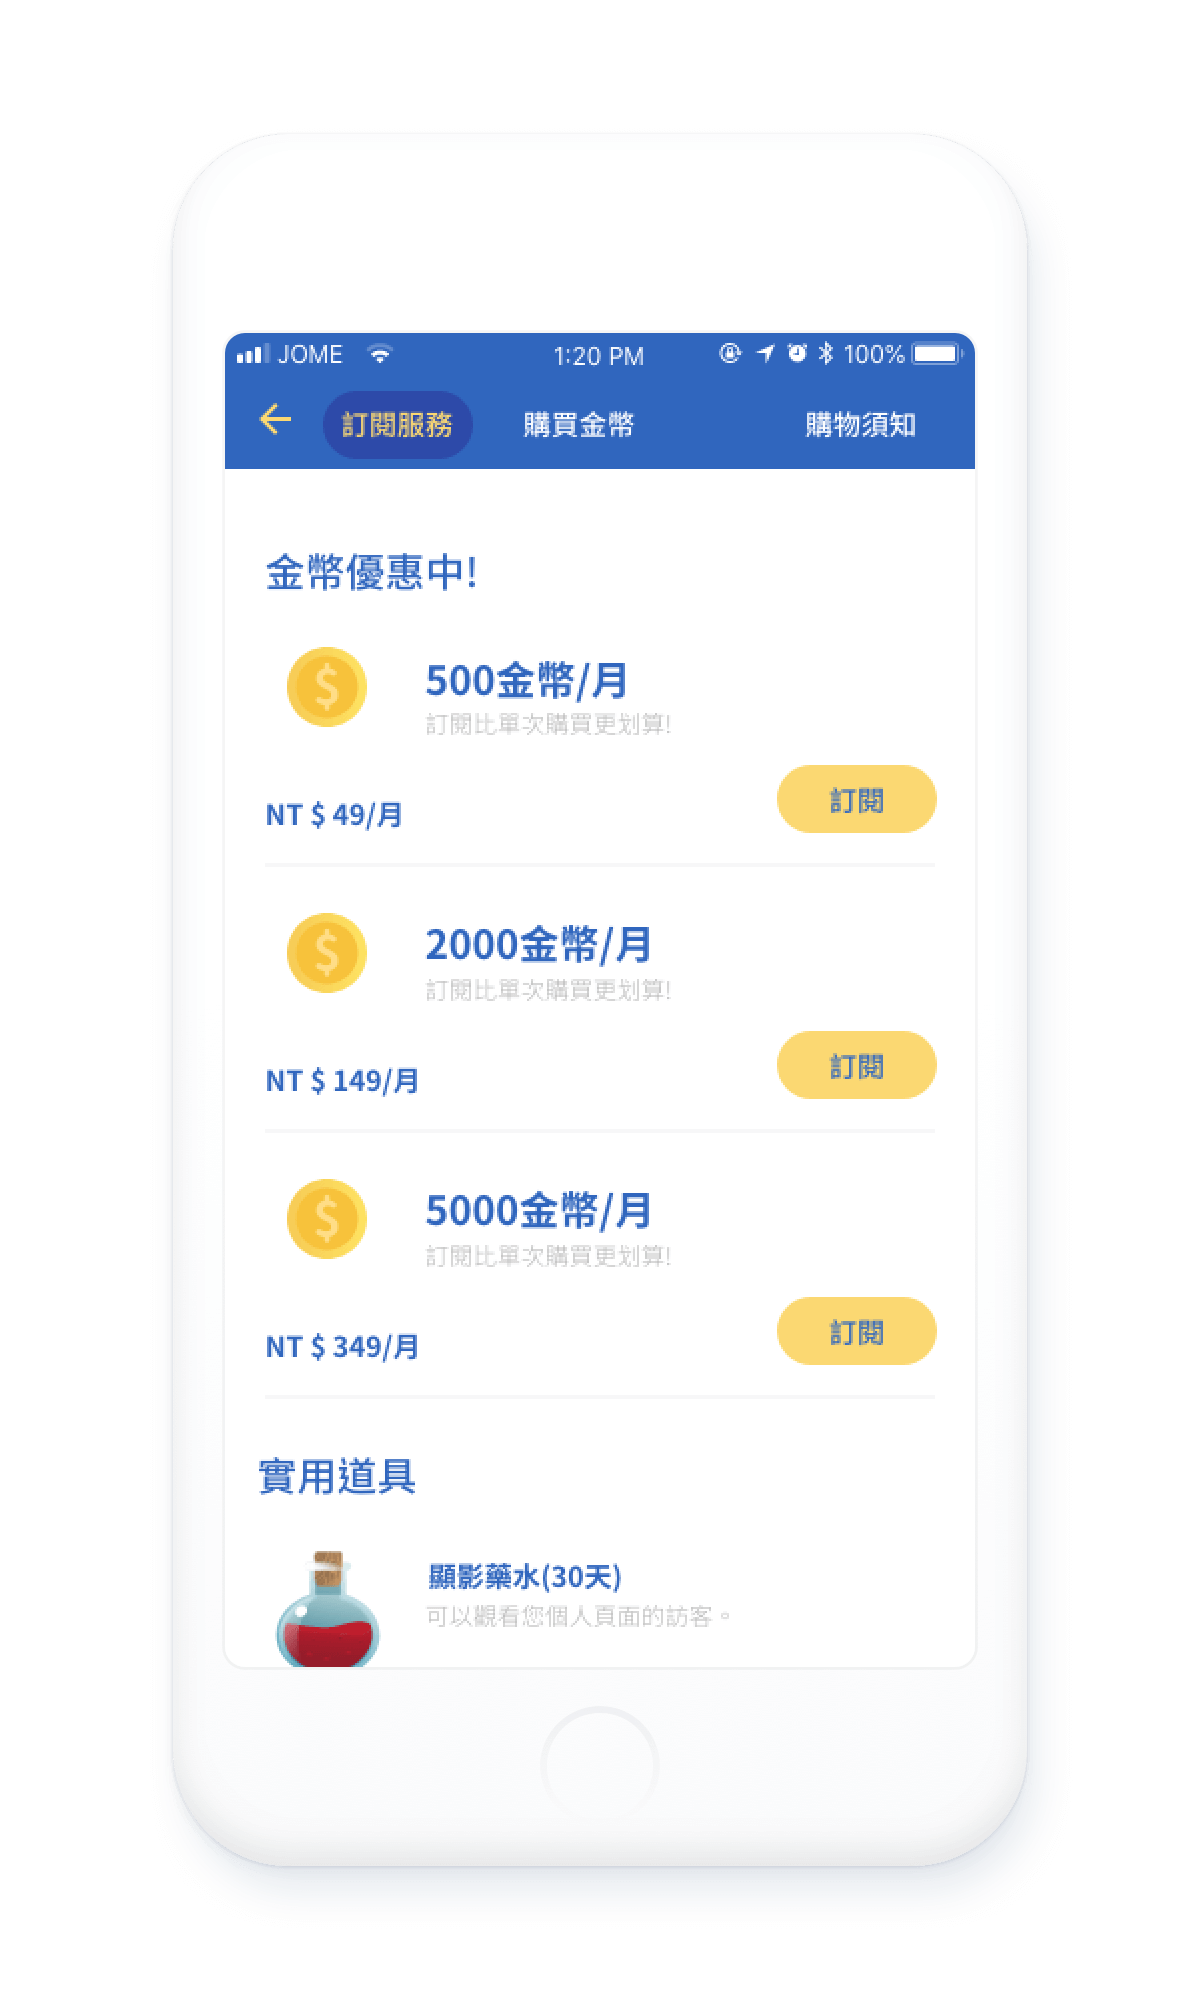 JOME 1:20 PM 100%
訂閱服務 購買金幣 購物須知
金幣優惠中!
500金幣/月
訂閱比單次購買更划算!
NT $ 49/月 訂閱
2000金幣/月
訂閱比單次購買更划算!
NT $ 149/月 訂閱
5000金幣/月
訂閱比單次購買更划算!
NT $ 349/月 訂閱
實用道具
顯影藥水(30天)
可以觀看您個人頁面的訪客。